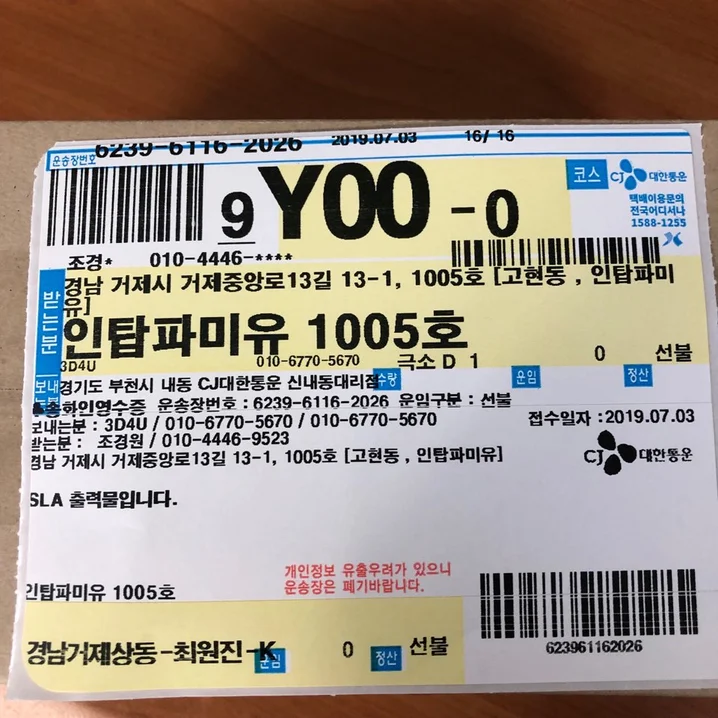 운송장번호 6239-6116-2026 2019.07.03 16/ 16
9 Y00 - 0
코스 CJ 대한통운
택배이용문의
전국어디서나
1588-1255
조경* 010-4446-****
받는분
경남 거제시 거제중앙로13길 13-1, 1005호 [고현동 , 인탑파미
유]
인탑파미유 1005호
3D4U 010-6770-5670 극소 D 1 0 선불
보내는분 경기도 부천시 내동 CJ대한통운 신내동대리점 수량 운임 정산
송화인영수증 운송장번호 : 6239-6116-2026 운임구분 : 선불
보내는분 : 3D4U / 010-6770-5670 / 010-6770-5670 접수일자 : 2019.07.03
받는분 : 조경원 / 010-4446-9523
경남 거제시 거제중앙로13길 13-1, 1005호 [고현동 , 인탑파미유]
CJ 대한통운
SLA 출력물입니다.
개인정보 유출우려가 있으니
운송장은 폐기바랍니다.
인탑파미유 1005호
623961162026
경남거제상동-최원진-K 운임 0 정산 선불